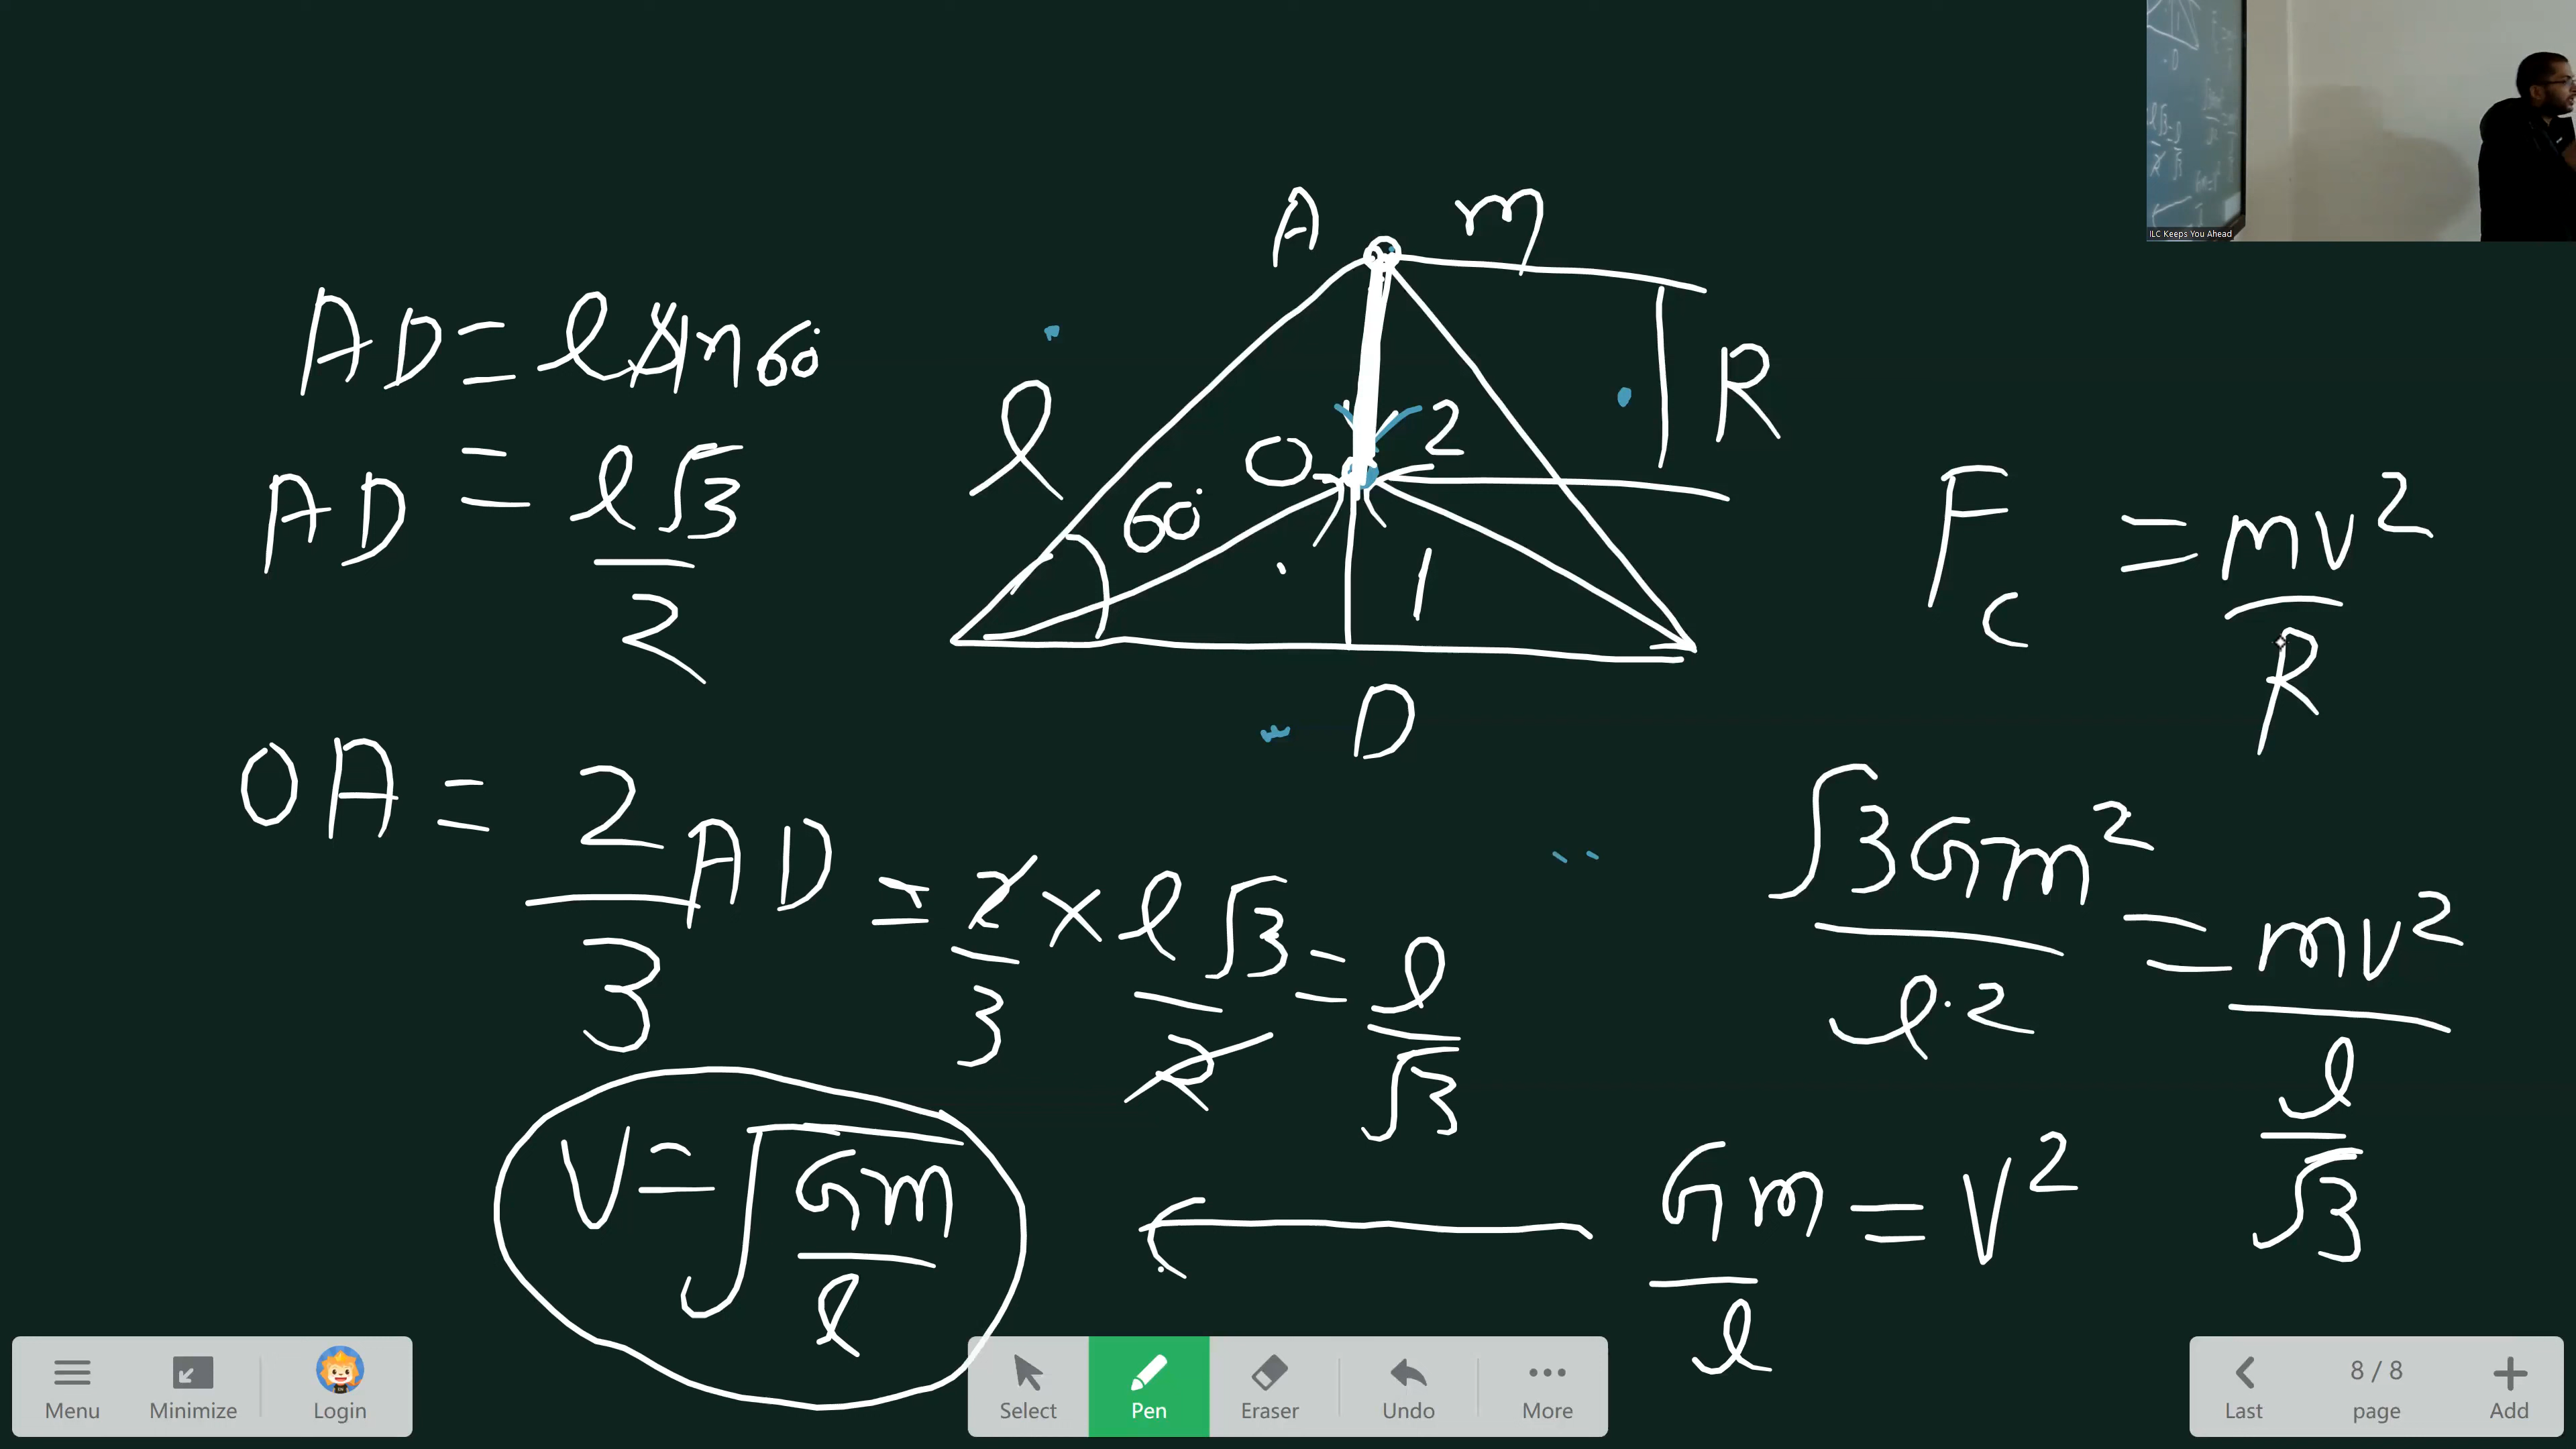 A m
AD = l sin 60°
l
R
O 2
60°
AD = l√3 / 2
1
F_c = mv² / R
D
OA = 2/3 AD = 2/3 × l√3/2 = l/√3
√3Gm² / l² = mv² / (l/√3)
Gm / l = V²
V = √(Gm / l)
ILC Keeps You Ahead
Menu Minimize Login
Select Pen Eraser Undo More
Last 8 / 8 page Add